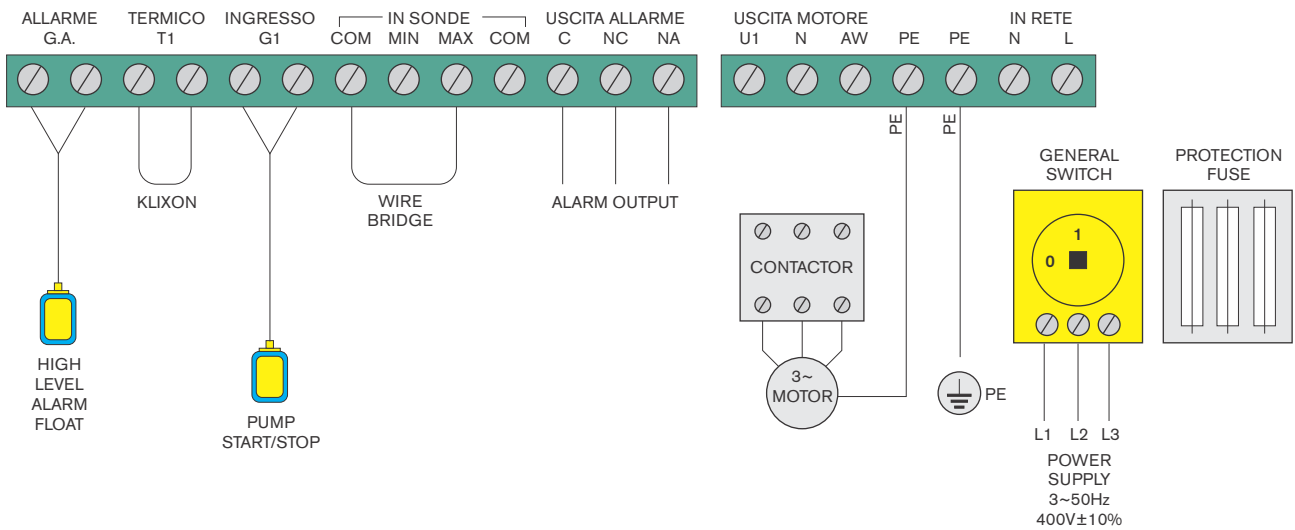 ALLARME TERMICO INGRESSO IN SONDE USCITA ALLARME USCITA MOTORE IN RETE
G.A. T1 G1 COM MIN MAX COM C NC NA U1 N AW PE PE N L
PE PE
KLIXON
WIRE
BRIDGE
ALARM OUTPUT
HIGH
LEVEL
ALARM
FLOAT
PUMP
START/STOP
CONTACTOR
3~
MOTOR
PE
GENERAL
SWITCH
1
0
L1 L2 L3
POWER
SUPPLY
3~50Hz
400V±10%
PROTECTION
FUSE